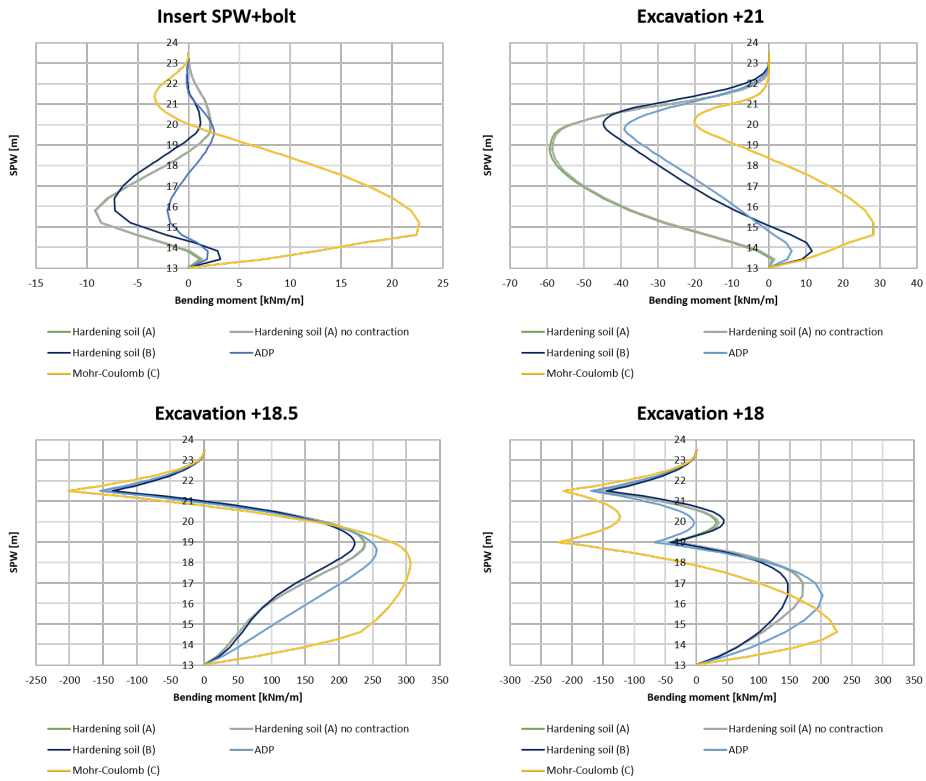 Insert SPW+bolt
24
23
22
21
20
19
18
17
16
15
14
13
SPW [m]
-15 -10 -5 0 5 10 15 20 25
Bending moment [kNm/m]
Hardening soil (A) Hardening soil (A) no contraction
Hardening soil (B) ADP
Mohr-Coulomb (C)
Excavation +21
24
23
22
21
20
19
18
17
16
15
14
13
SPW [m]
-70 -60 -50 -40 -30 -20 -10 0 10 20 30 40
Bending moment [kNm/m]
Hardening soil (A) Hardening soil (A) no contraction
Hardening soil (B) ADP
Mohr-Coulomb (C)
Excavation +18.5
24
23
22
21
20
19
18
17
16
15
14
13
SPW [m]
-250 -200 -150 -100 -50 0 50 100 150 200 250 300 350
Bending moment [kNm/m]
Hardening soil (A) Hardening soil (A) no contraction
Hardening soil (B) ADP
Mohr-Coulomb (C)
Excavation +18
24
23
22
21
20
19
18
17
16
15
14
13
SPW [m]
-300 -250 -200 -150 -100 -50 0 50 100 150 200 250 300 350
Bending moment [kNm/m]
Hardening soil (A) Hardening soil (A) no contraction
Hardening soil (B) ADP
Mohr-Coulomb (C)